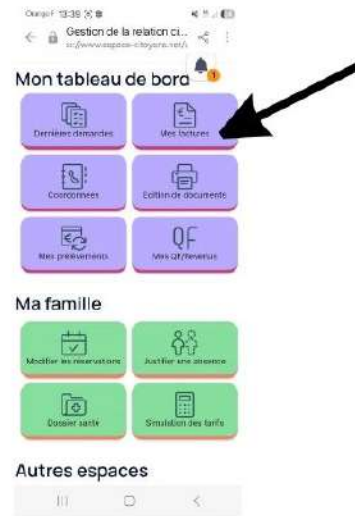 Orange F 13:39
Gestion de la relation ci...
Mon tableau de bord
1
Dernières demandes
Mes factures
Coordonnées
Edition de documents
Mes prélèvements
QF
Mes QF/Revenus
Ma famille
Modifier les réservations
Justifier une absence
Dossier santé
Simulation des tarifs
Autres espaces